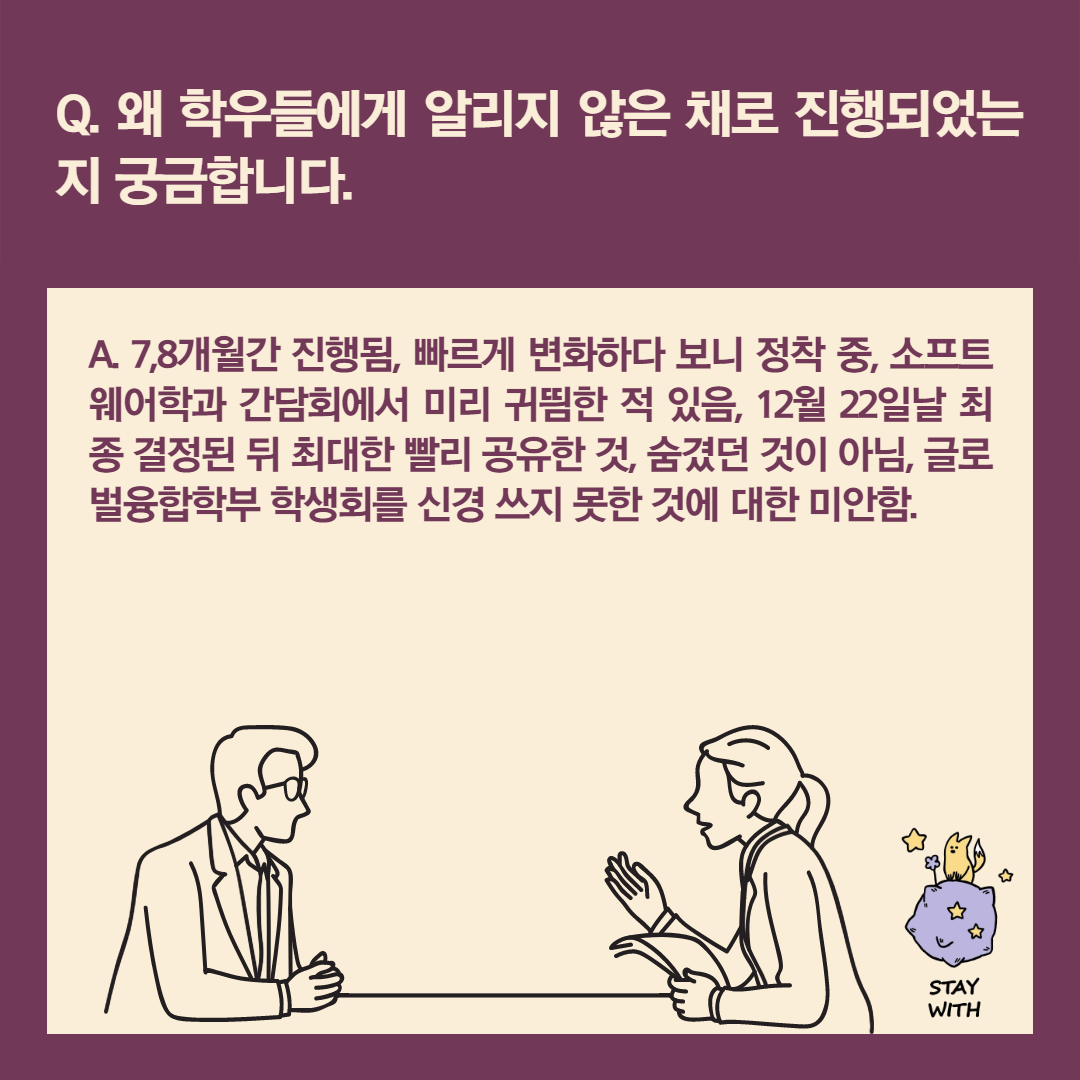 Q. 왜 학우들에게 알리지 않은 채로 진행되었는
지 궁금합니다.
A. 7,8개월간 진행됨, 빠르게 변화하다 보니 정착 중, 소프트
웨어학과 간담회에서 미리 귀띔한 적 있음, 12월 22일날 최
종 결정된 뒤 최대한 빨리 공유한 것, 숨겼던 것이 아님, 글로
벌융합학부 학생회를 신경 쓰지 못한 것에 대한 미안함.
STAY
WITH